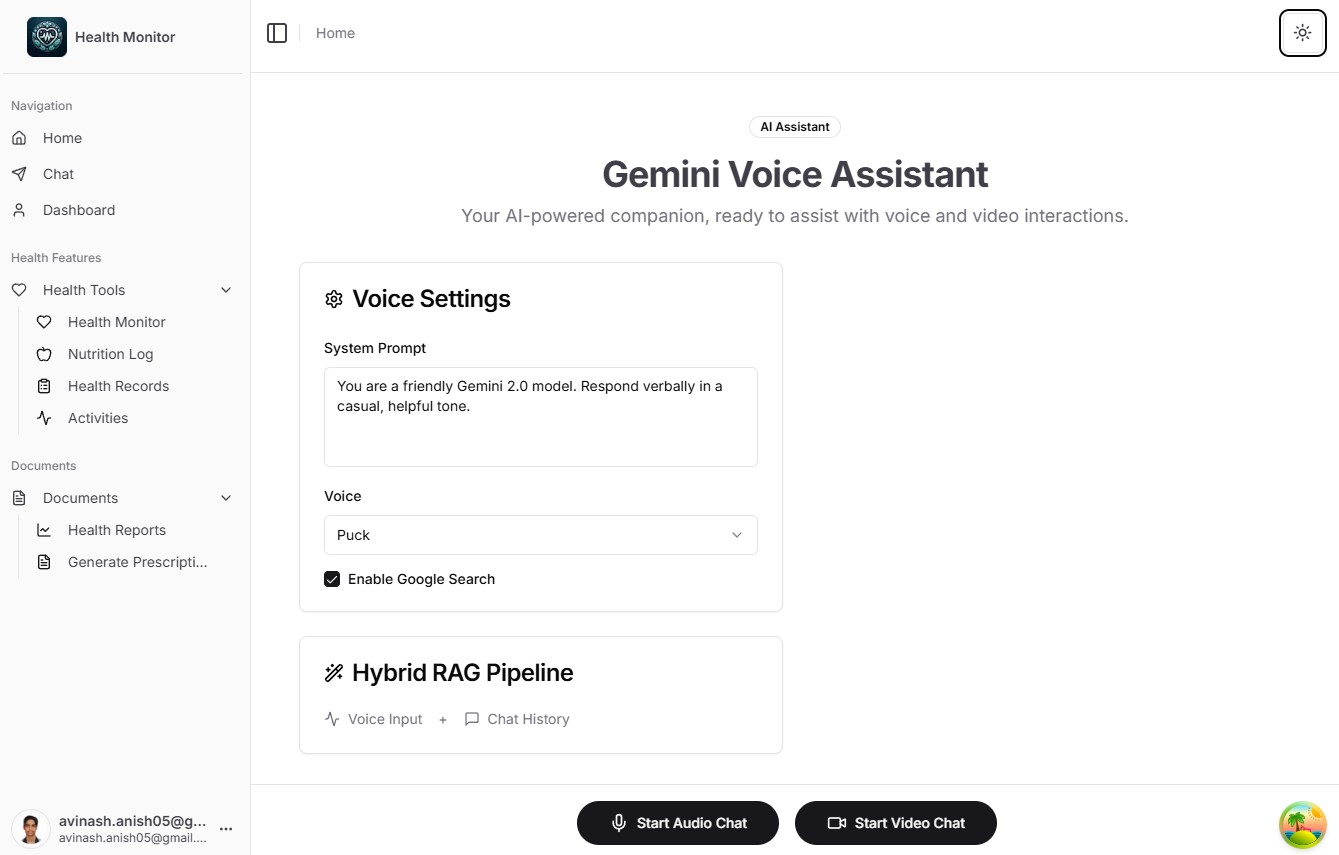 Health Monitor
Home
Navigation
Home
Chat
Dashboard
Health Features
Health Tools
Health Monitor
Nutrition Log
Health Records
Activities
Documents
Documents
Health Reports
Generate Prescripti...
avinash.anish05@g...
avinash.anish05@gmail....
AI Assistant
Gemini Voice Assistant
Your AI-powered companion, ready to assist with voice and video interactions.
Voice Settings
System Prompt
You are a friendly Gemini 2.0 model. Respond verbally in a
casual, helpful tone.
Voice
Puck
Enable Google Search
Hybrid RAG Pipeline
Voice Input + Chat History
Start Audio Chat
Start Video Chat